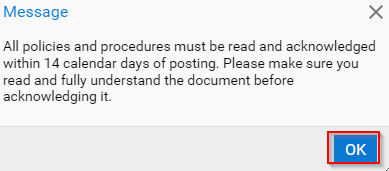 Message
All policies and procedures must be read and acknowledged
within 14 calendar days of posting. Please make sure you
read and fully understand the document before
acknowledging it.
OK